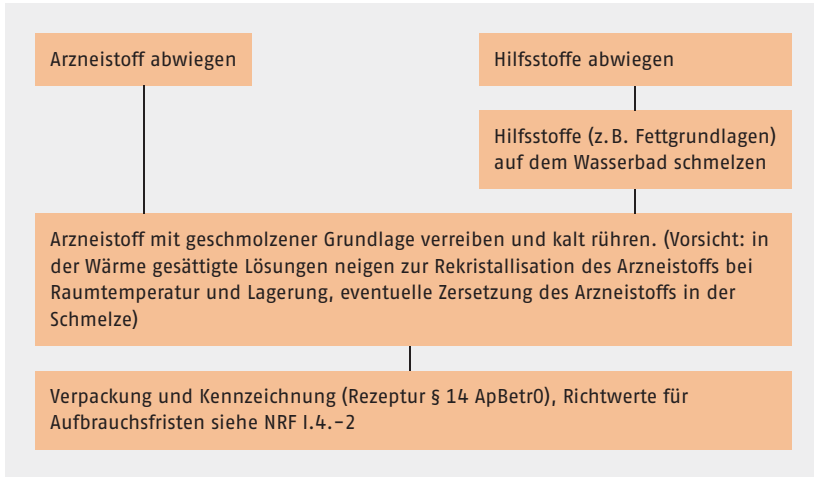 Arzneistoff abwiegen
Hilfsstoffe abwiegen
Hilfsstoffe (z. B. Fettgrundlagen)
auf dem Wasserbad schmelzen
Arzneistoff mit geschmolzener Grundlage verreiben und kalt rühren. (Vorsicht: in
der Wärme gesättigte Lösungen neigen zur Rekristallisation des Arzneistoffs bei
Raumtemperatur und Lagerung, eventuelle Zersetzung des Arzneistoffs in der
Schmelze)
Verpackung und Kennzeichnung (Rezeptur § 14 ApBetrO), Richtwerte für
Aufbrauchsfristen siehe NRF I.4.–2